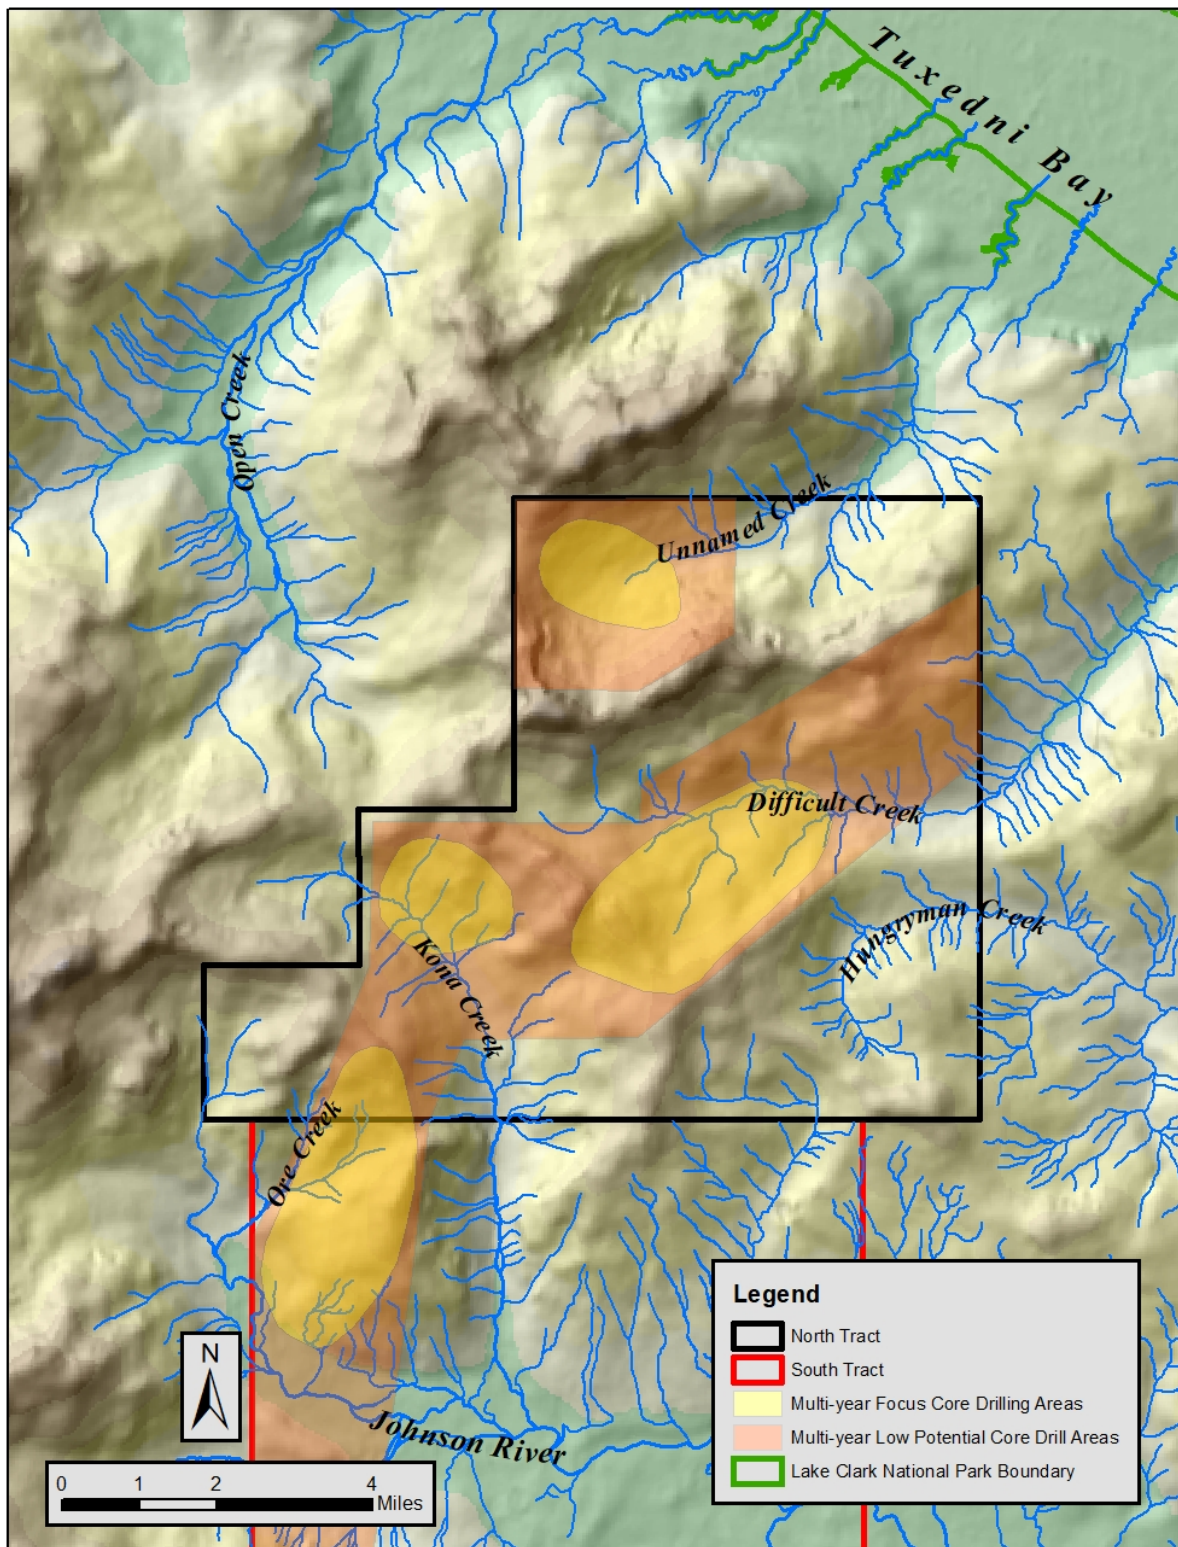 Tuxedni Bay
Open Creek
Unnamed Creek
Difficult Creek
Hungryman Creek
Kona Creek
Ore Creek
Johnson River
N
0 1 2 4
Miles
Legend
North Tract
South Tract
Multi-year Focus Core Drilling Areas
Multi-year Low Potential Core Drill Areas
Lake Clark National Park Boundary